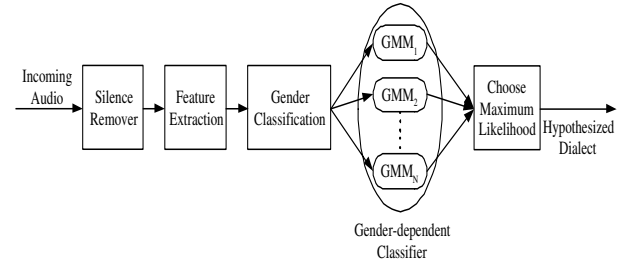 Incoming
Audio
Silence
Remover
Feature
Extraction
Gender
Classification
GMM1
GMM2
GMMN
Gender-dependent
Classifier
Choose
Maximum
Likelihood
Hypothesized
Dialect